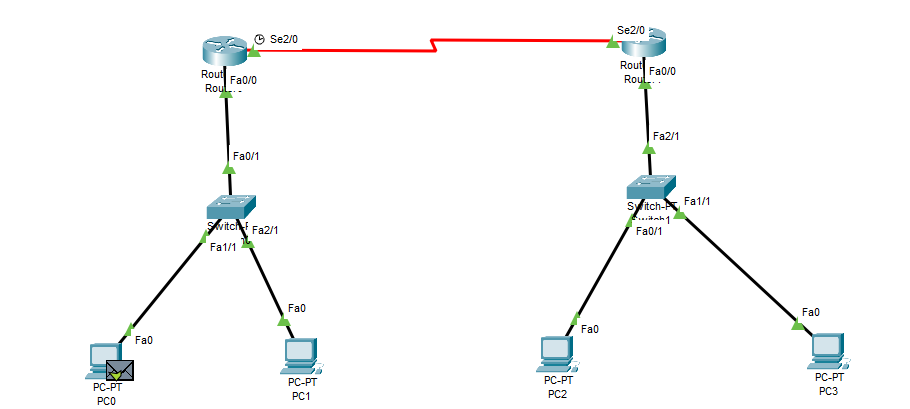 Se2/0
Se2/0
Fa0/0
Fa0/0
Fa0/1
Fa2/1
Fa2/1
Fa1/1
Fa1/1
Fa0/1
Fa0
Fa0
Fa0
Fa0
PC-PT
PC0
PC-PT
PC1
PC-PT
PC2
PC-PT
PC3